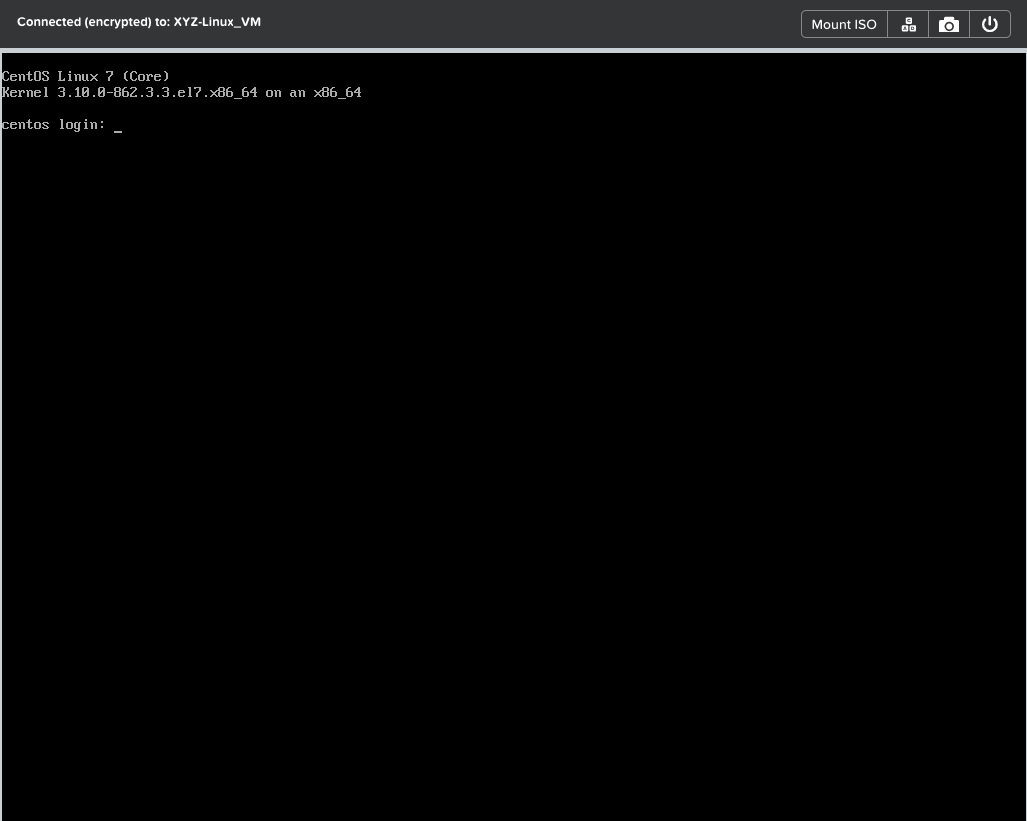 Connected (encrypted) to: XYZ-Linux_VM
Mount ISO
C
A D
CentOS Linux 7 (Core)
Kernel 3.10.0-862.3.3.el7.x86_64 on an x86_64
centos login: _